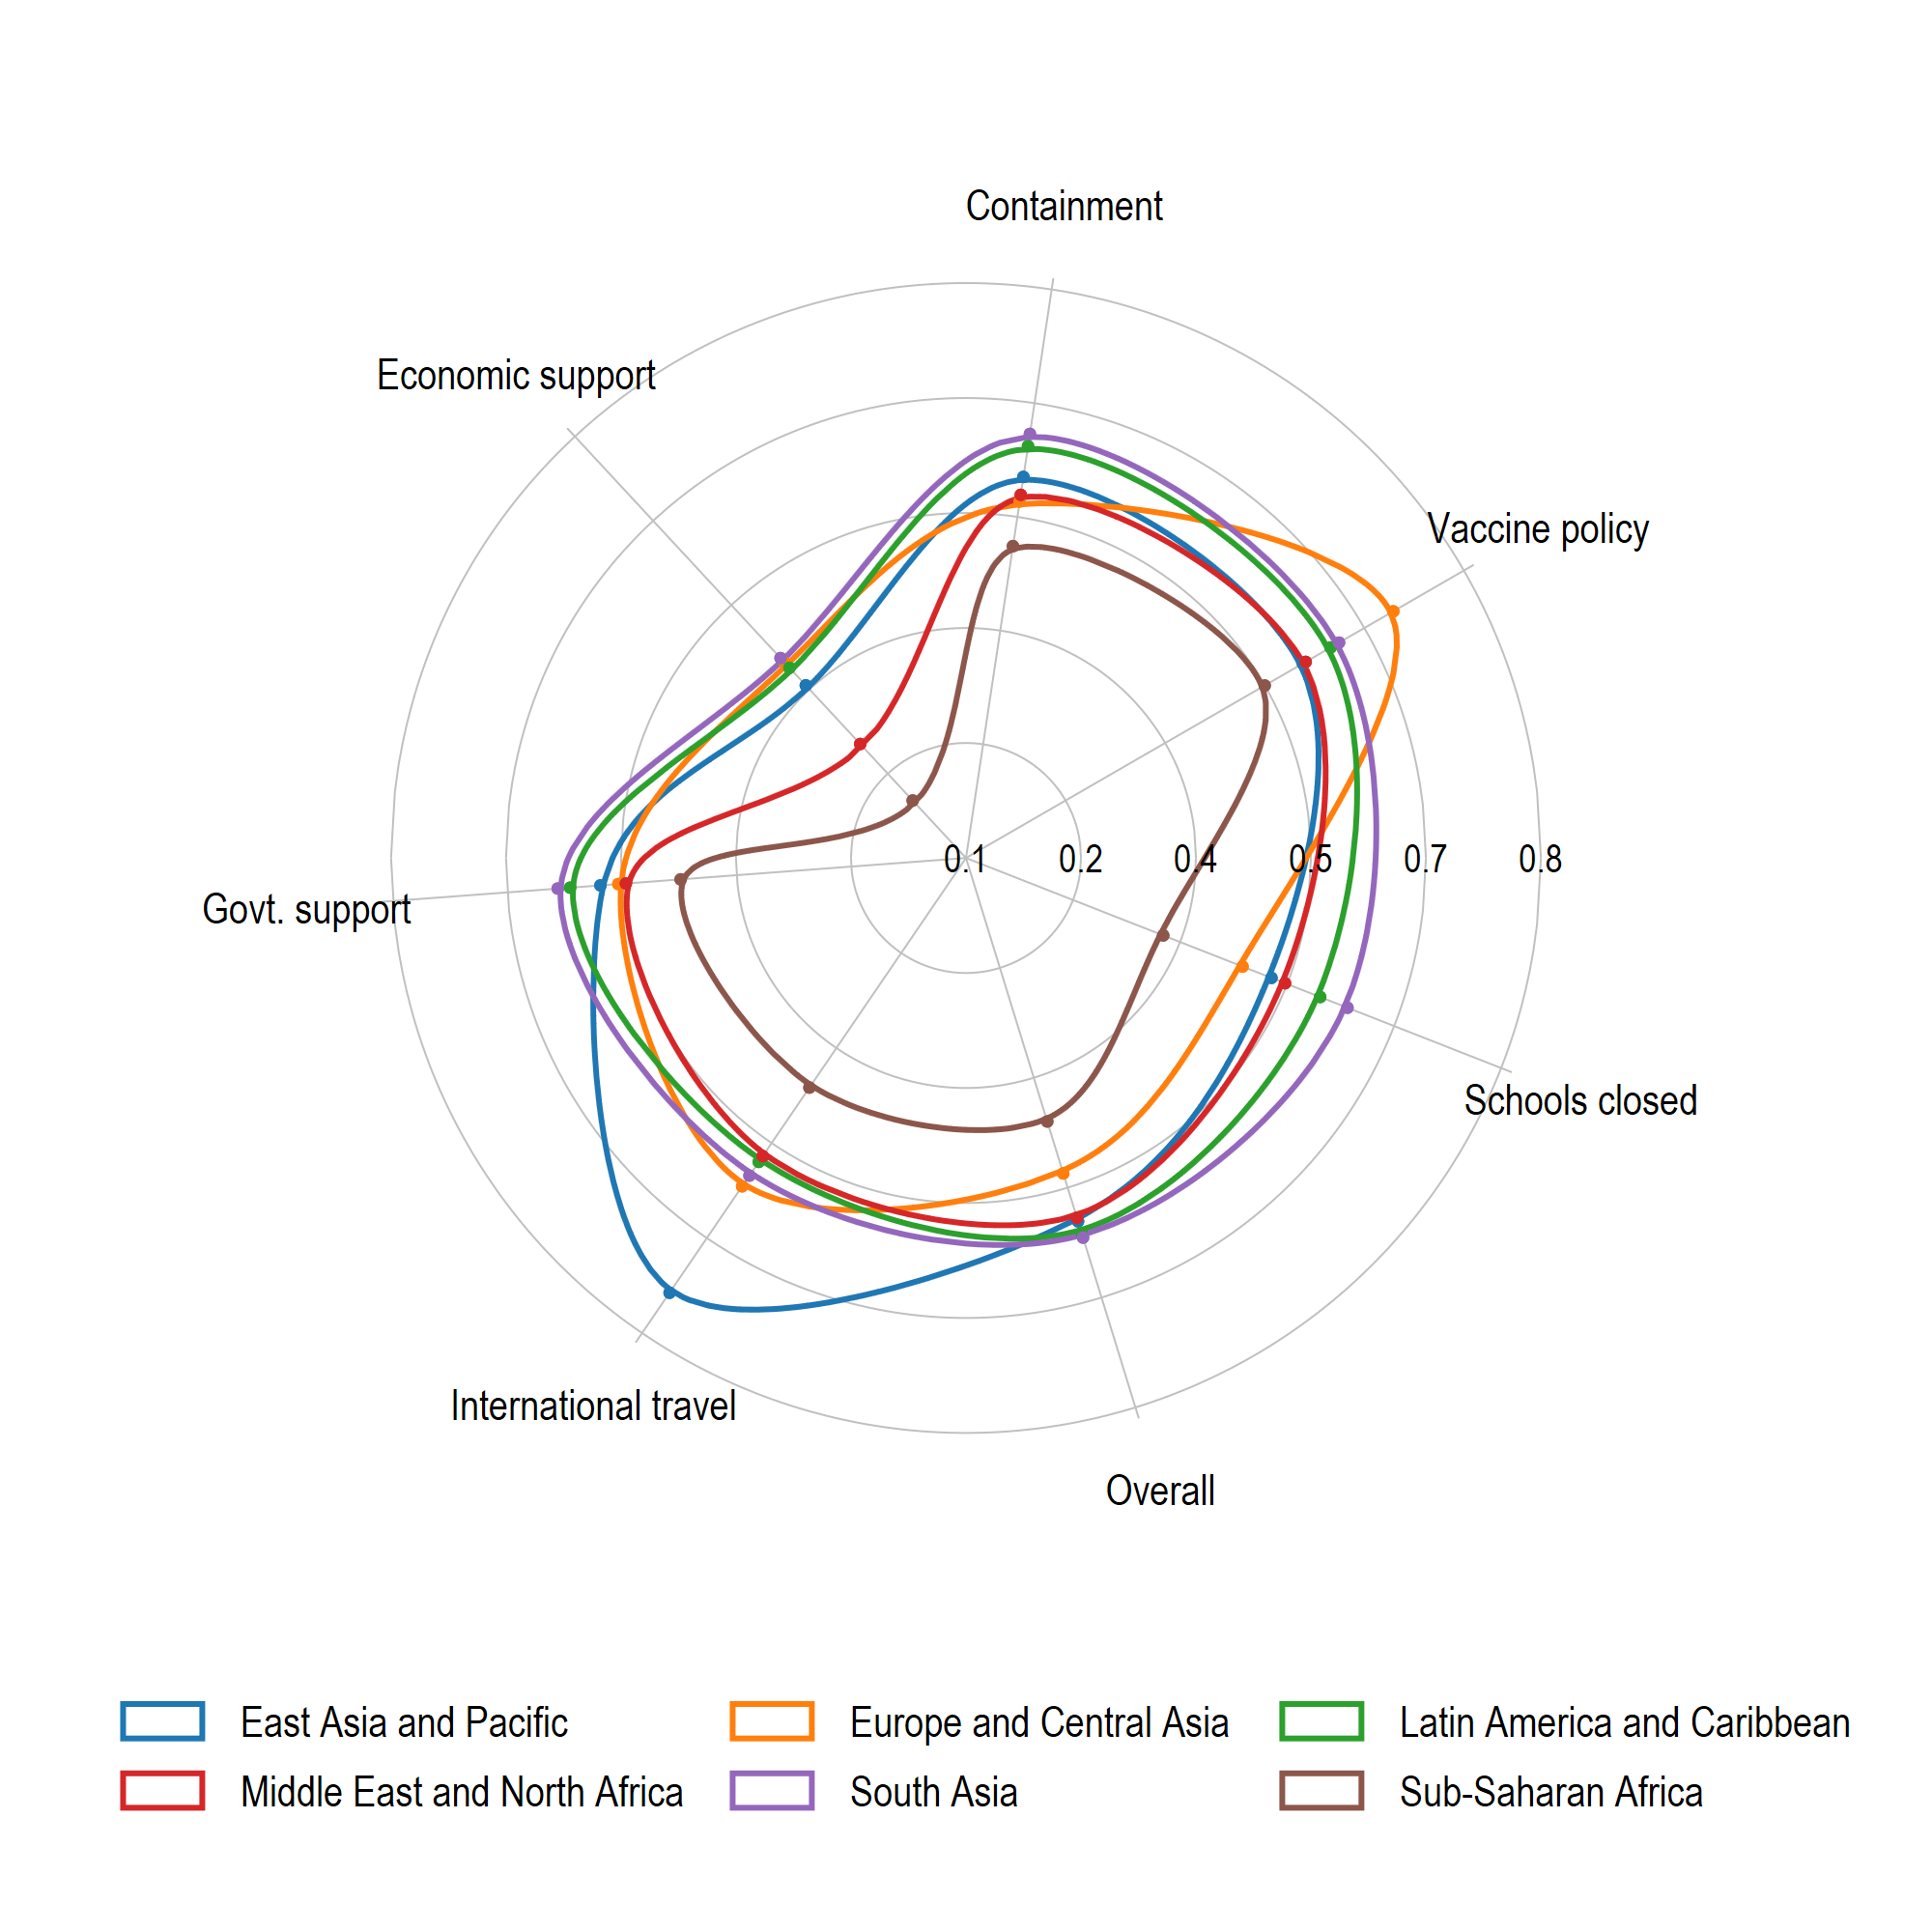 Containment
Economic support
Vaccine policy
0.1 0.2 0.4 0.5 0.7 0.8
Govt. support
Schools closed
International travel
Overall
East Asia and Pacific
Europe and Central Asia
Latin America and Caribbean
Middle East and North Africa
South Asia
Sub-Saharan Africa